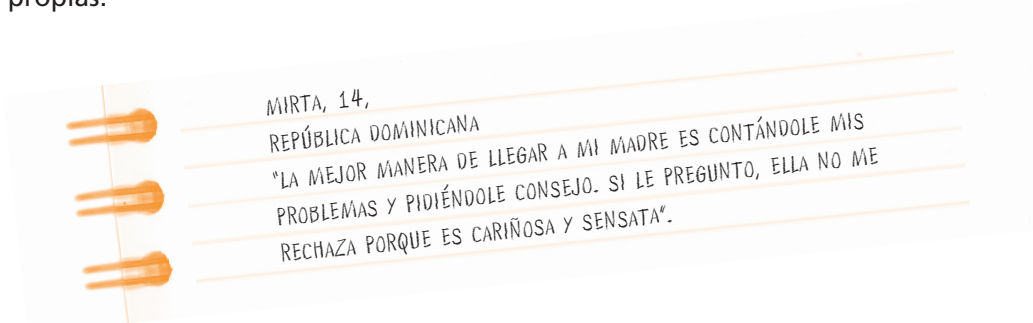 propias.
MIRTA, 14,
REPÚBLICA DOMINICANA
"LA MEJOR MANERA DE LLEGAR A MI MADRE ES CONTÁNDOLE MIS
PROBLEMAS Y PIDIÉNDOLE CONSEJO. SI LE PREGUNTO, ELLA NO ME
RECHAZA PORQUE ES CARIÑOSA Y SENSATA".